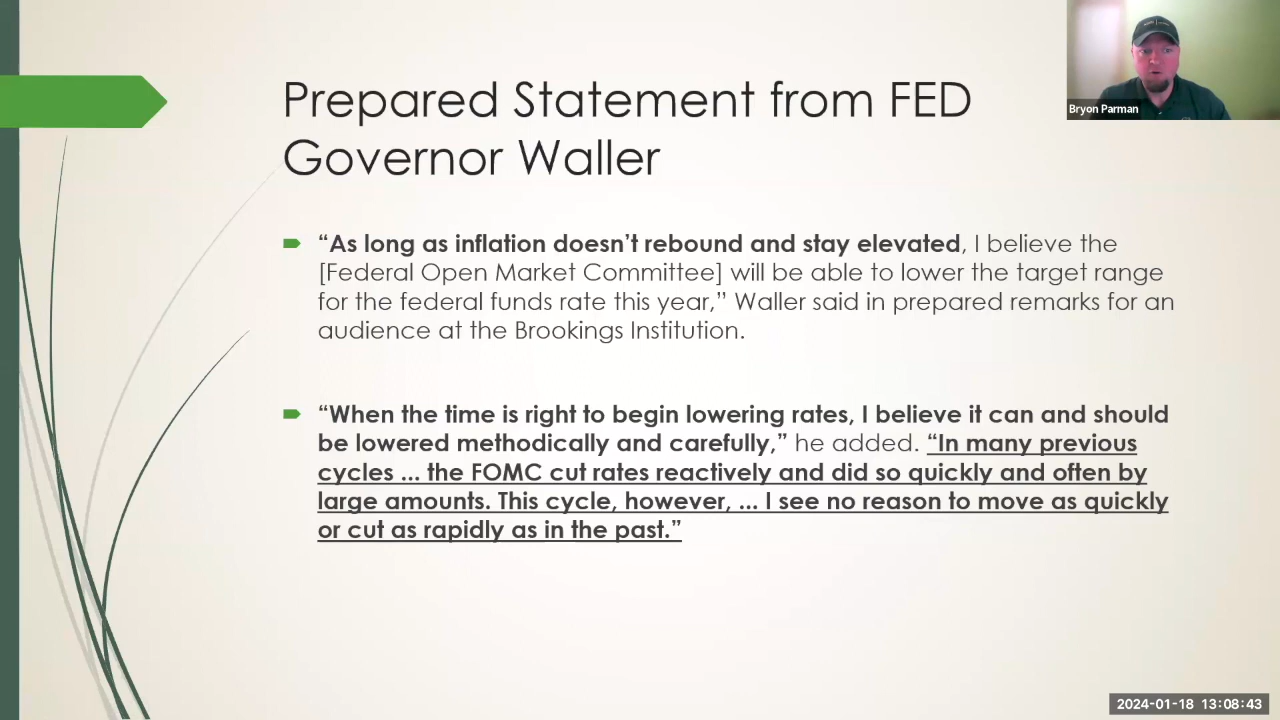 Prepared Statement from FED
Governor Waller
Bryon Parman
“As long as inflation doesn’t rebound and stay elevated, I believe the
[Federal Open Market Committee] will be able to lower the target range
for the federal funds rate this year,” Waller said in prepared remarks for an
audience at the Brookings Institution.
“When the time is right to begin lowering rates, I believe it can and should
be lowered methodically and carefully,” he added. “In many previous
cycles ... the FOMC cut rates reactively and did so quickly and often by
large amounts. This cycle, however, ... I see no reason to move as quickly
or cut as rapidly as in the past.”
2024-01-18 13:08:43